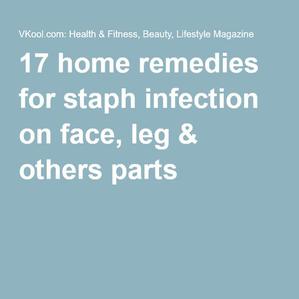 VKool.com: Health & Fitness, Beauty, Lifestyle Magazine
17 home remedies
for staph infection
on face, leg &
others parts